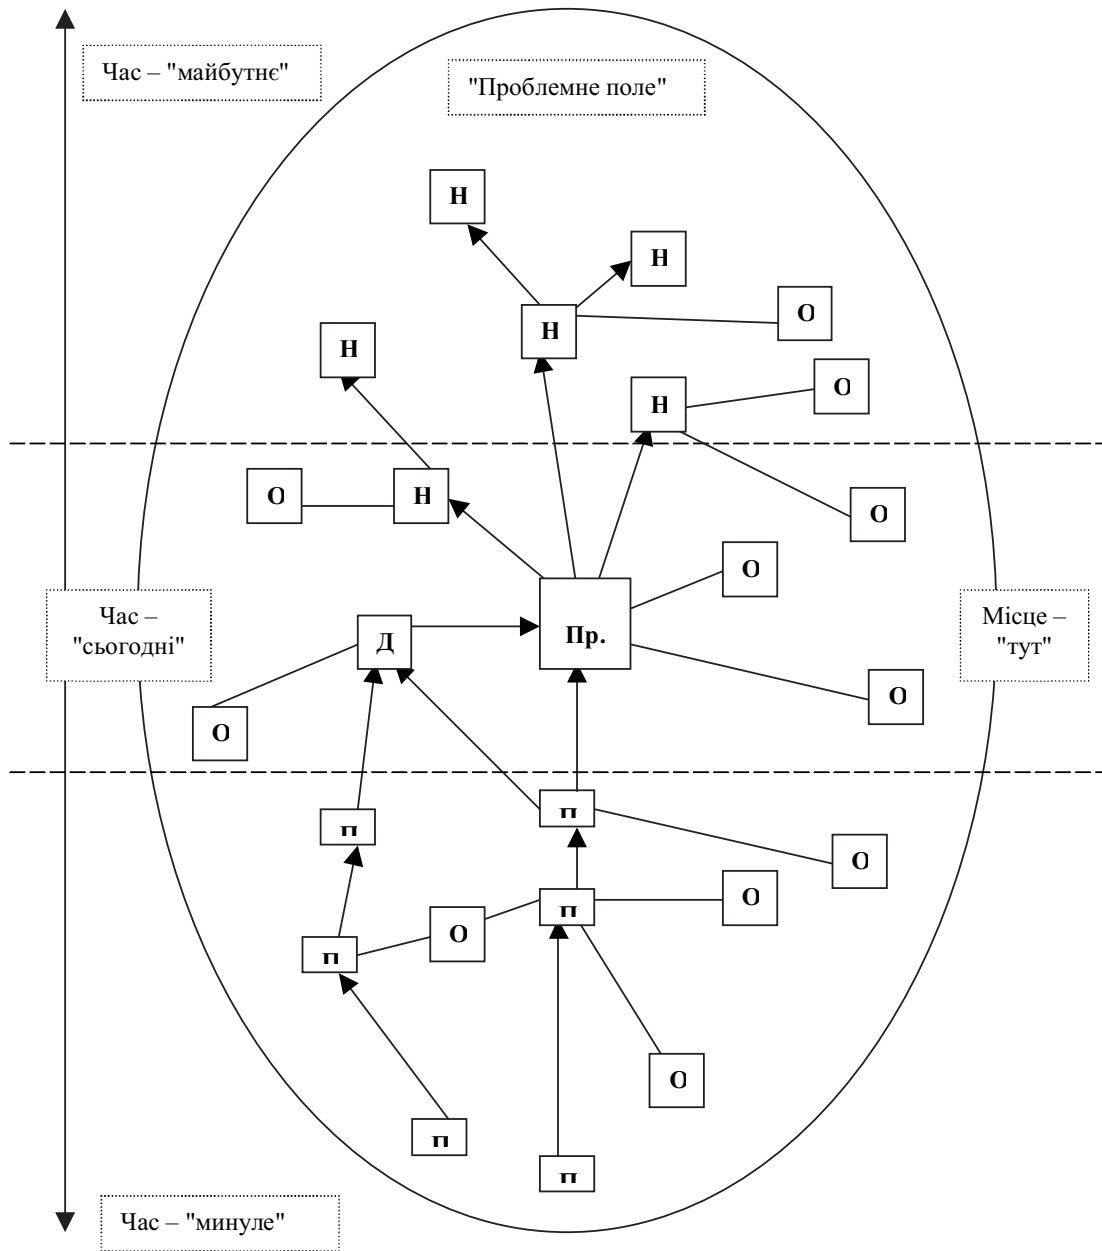 Час – "майбутнє"
"Проблемне поле"
Н
Н
О
Н
Н
О
Н
О
Н
О
О
Пр.
Час –
"сьогодні"
Місце –
"тут"
Д
О
О
п
п
О
О
п
О
п
О
п
п
Час – "минуле"